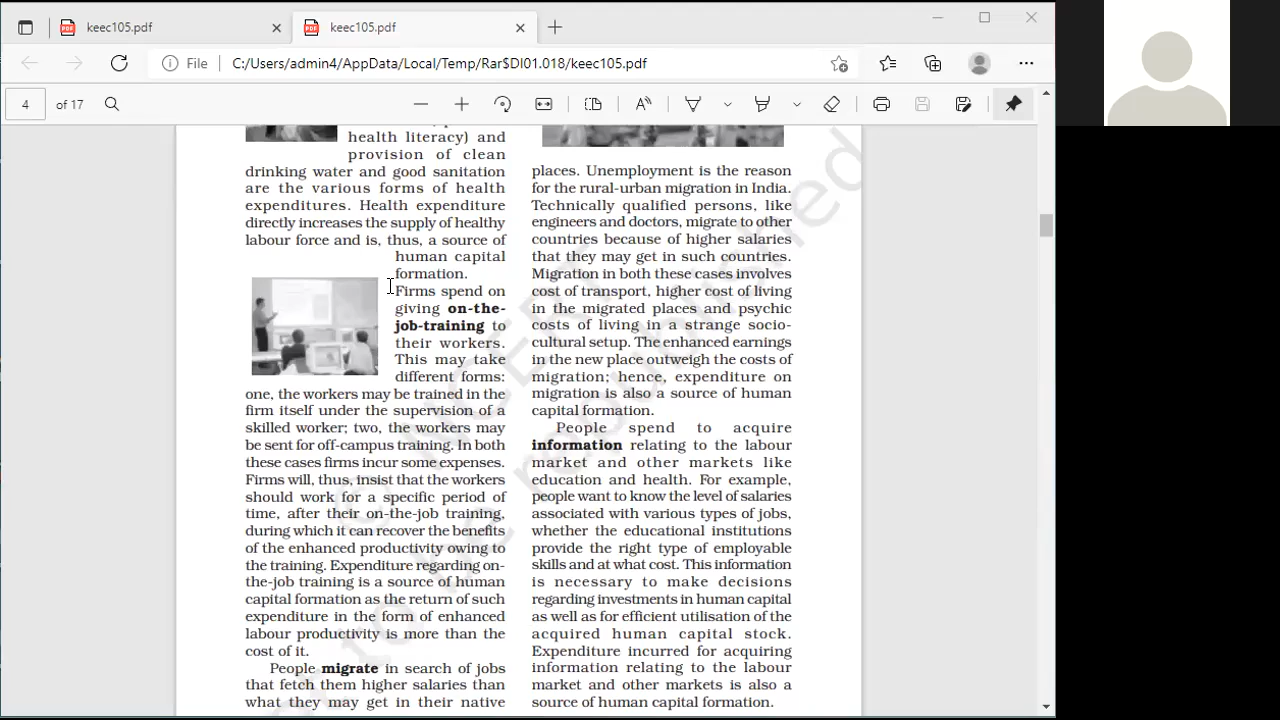 keec105.pdf
keec105.pdf
File
C:/Users/admin4/AppData/Local/Temp/Rar$DI01.018/keec105.pdf
4
of 17
health literacy) and
provision of clean
drinking water and good sanitation
are the various forms of health
expenditures. Health expenditure
directly increases the supply of healthy
labour force and is, thus, a source of
human capital
formation.
Firms spend on
giving on-the-
job-training to
their workers.
This may take
different forms:
one, the workers may be trained in the
firm itself under the supervision of a
skilled worker; two, the workers may
be sent for off-campus training. In both
these cases firms incur some expenses.
Firms will, thus, insist that the workers
should work for a specific period of
time, after their on-the-job training,
during which it can recover the benefits
of the enhanced productivity owing to
the training. Expenditure regarding on-
the-job training is a source of human
capital formation as the return of such
expenditure in the form of enhanced
labour productivity is more than the
cost of it.
People migrate in search of jobs
that fetch them higher salaries than
what they may get in their native
places. Unemployment is the reason
for the rural-urban migration in India.
Technically qualified persons, like
engineers and doctors, migrate to other
countries because of higher salaries
that they may get in such countries.
Migration in both these cases involves
cost of transport, higher cost of living
in the migrated places and psychic
costs of living in a strange socio-
cultural setup. The enhanced earnings
in the new place outweigh the costs of
migration; hence, expenditure on
migration is also a source of human
capital formation.
People spend to acquire
information relating to the labour
market and other markets like
education and health. For example,
people want to know the level of salaries
associated with various types of jobs,
whether the educational institutions
provide the right type of employable
skills and at what cost. This information
is necessary to make decisions
regarding investments in human capital
as well as for efficient utilisation of the
acquired human capital stock.
Expenditure incurred for acquiring
information relating to the labour
market and other markets is also a
source of human capital formation.
© NCERT
not to be republished